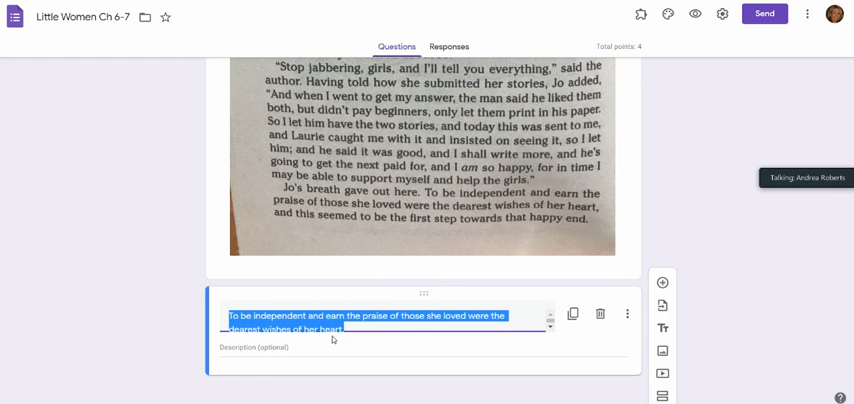 Little Women Ch 6-7
Send
Questions
Responses
Total points: 4
"Stop jabbering, girls, and I'll tell you everything," said the
author. Having told how she submitted her stories, Jo added,
"And when I went to get my answer, the man said he liked them
both, but didn't pay beginners, only let them print in his paper.
So I let him have the two stories, and today this was sent to me,
and Laurie caught me with it and insisted on seeing it, so I let
him; and he said it was good, and I shall write more, and he's
going to get the next paid for, and I am so happy, for in time I
may be able to support myself and help the girls."
Jo's breath gave out here. To be independent and earn the
praise of those she loved were the dearest wishes of her heart,
and this seemed to be the first step towards that happy end.
Talking: Andrea Roberts
To be independent and earn the praise of those she loved were the
dearest wishes of her heart.
Description (optional)
Tт